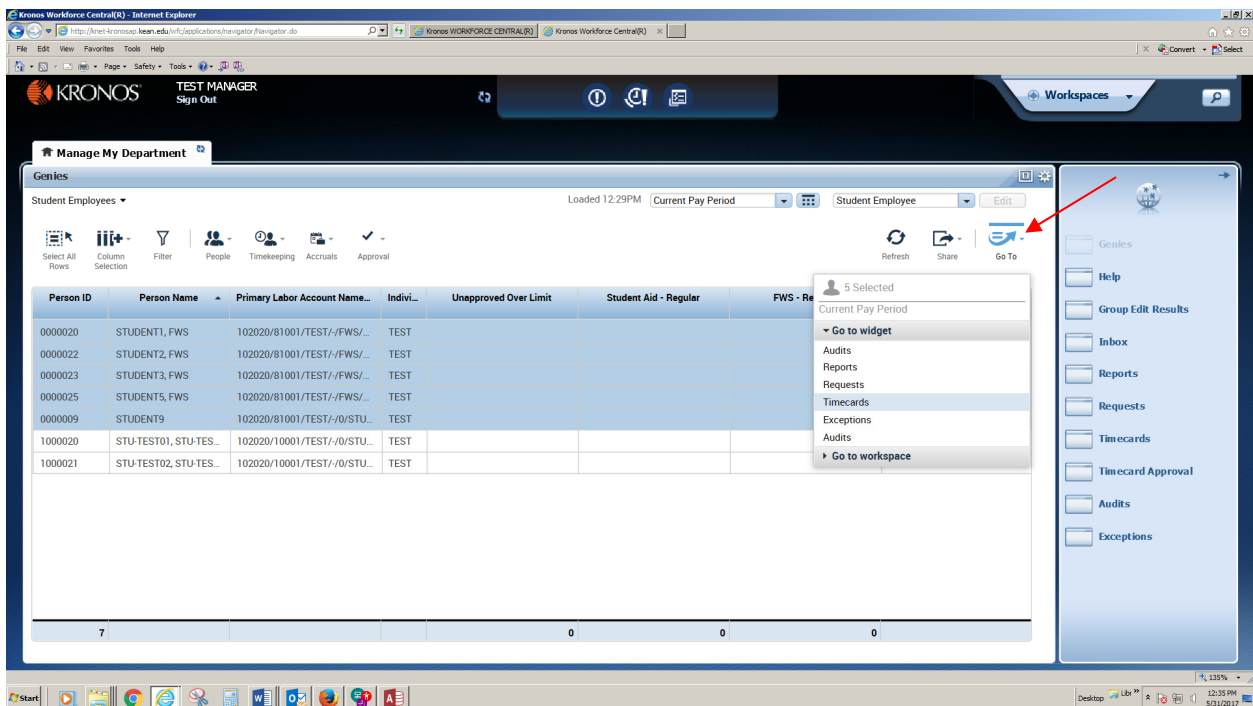 Kronos Workforce Central(R) - Internet Explorer
http://knet-kronosap.kean.edu/wfc/applications/navigator/Navigator.do Kronos WORKFORCE CENTRAL(R) Kronos Workforce Central(R)
File Edit View Favorites Tools Help Convert Select
Page Safety Tools
KRONOS TEST MANAGER
Sign Out
Workspaces
Manage My Department
Genies
Student Employees Loaded 12:29PM Current Pay Period Student Employee Edit
Select All Rows Column Selection Filter People Timekeeping Accruals Approval Refresh Share Go To
Person ID Person Name Primary Labor Account Name... Indivi... Unapproved Over Limit Student Aid - Regular FWS - Re
0000020 STUDENT1, FWS 102020/81001/TEST/-/FWS/... TEST
0000022 STUDENT2, FWS 102020/81001/TEST/-/FWS/... TEST
0000023 STUDENT3, FWS 102020/81001/TEST/-/FWS/... TEST
0000025 STUDENT5, FWS 102020/81001/TEST/-/FWS/... TEST
0000009 STUDENT9 102020/81001/TEST/-/0/STU... TEST
1000020 STU-TEST01, STU-TES... 102020/10001/TEST/-/0/STU... TEST
1000021 STU-TEST02, STU-TES... 102020/10001/TEST/-/0/STU... TEST
7 0 0 0
5 Selected
Current Pay Period
Go to widget
Audits
Reports
Requests
Timecards
Exceptions
Audits
Go to workspace
Genies
Help
Group Edit Results
Inbox
Reports
Requests
Timecards
Timecard Approval
Audits
Exceptions
135%
Start Desktop Libr 12:35 PM
5/31/2017